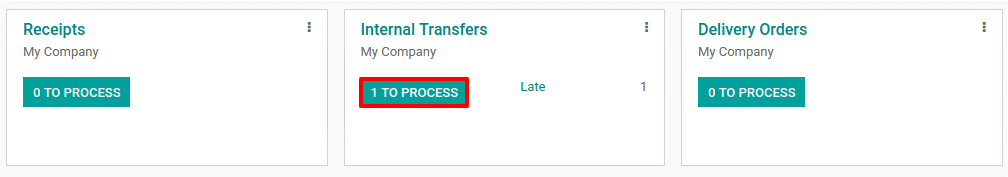 Receipts
My Company
0 TO PROCESS
Internal Transfers
My Company
1 TO PROCESS
Late 1
Delivery Orders
My Company
0 TO PROCESS